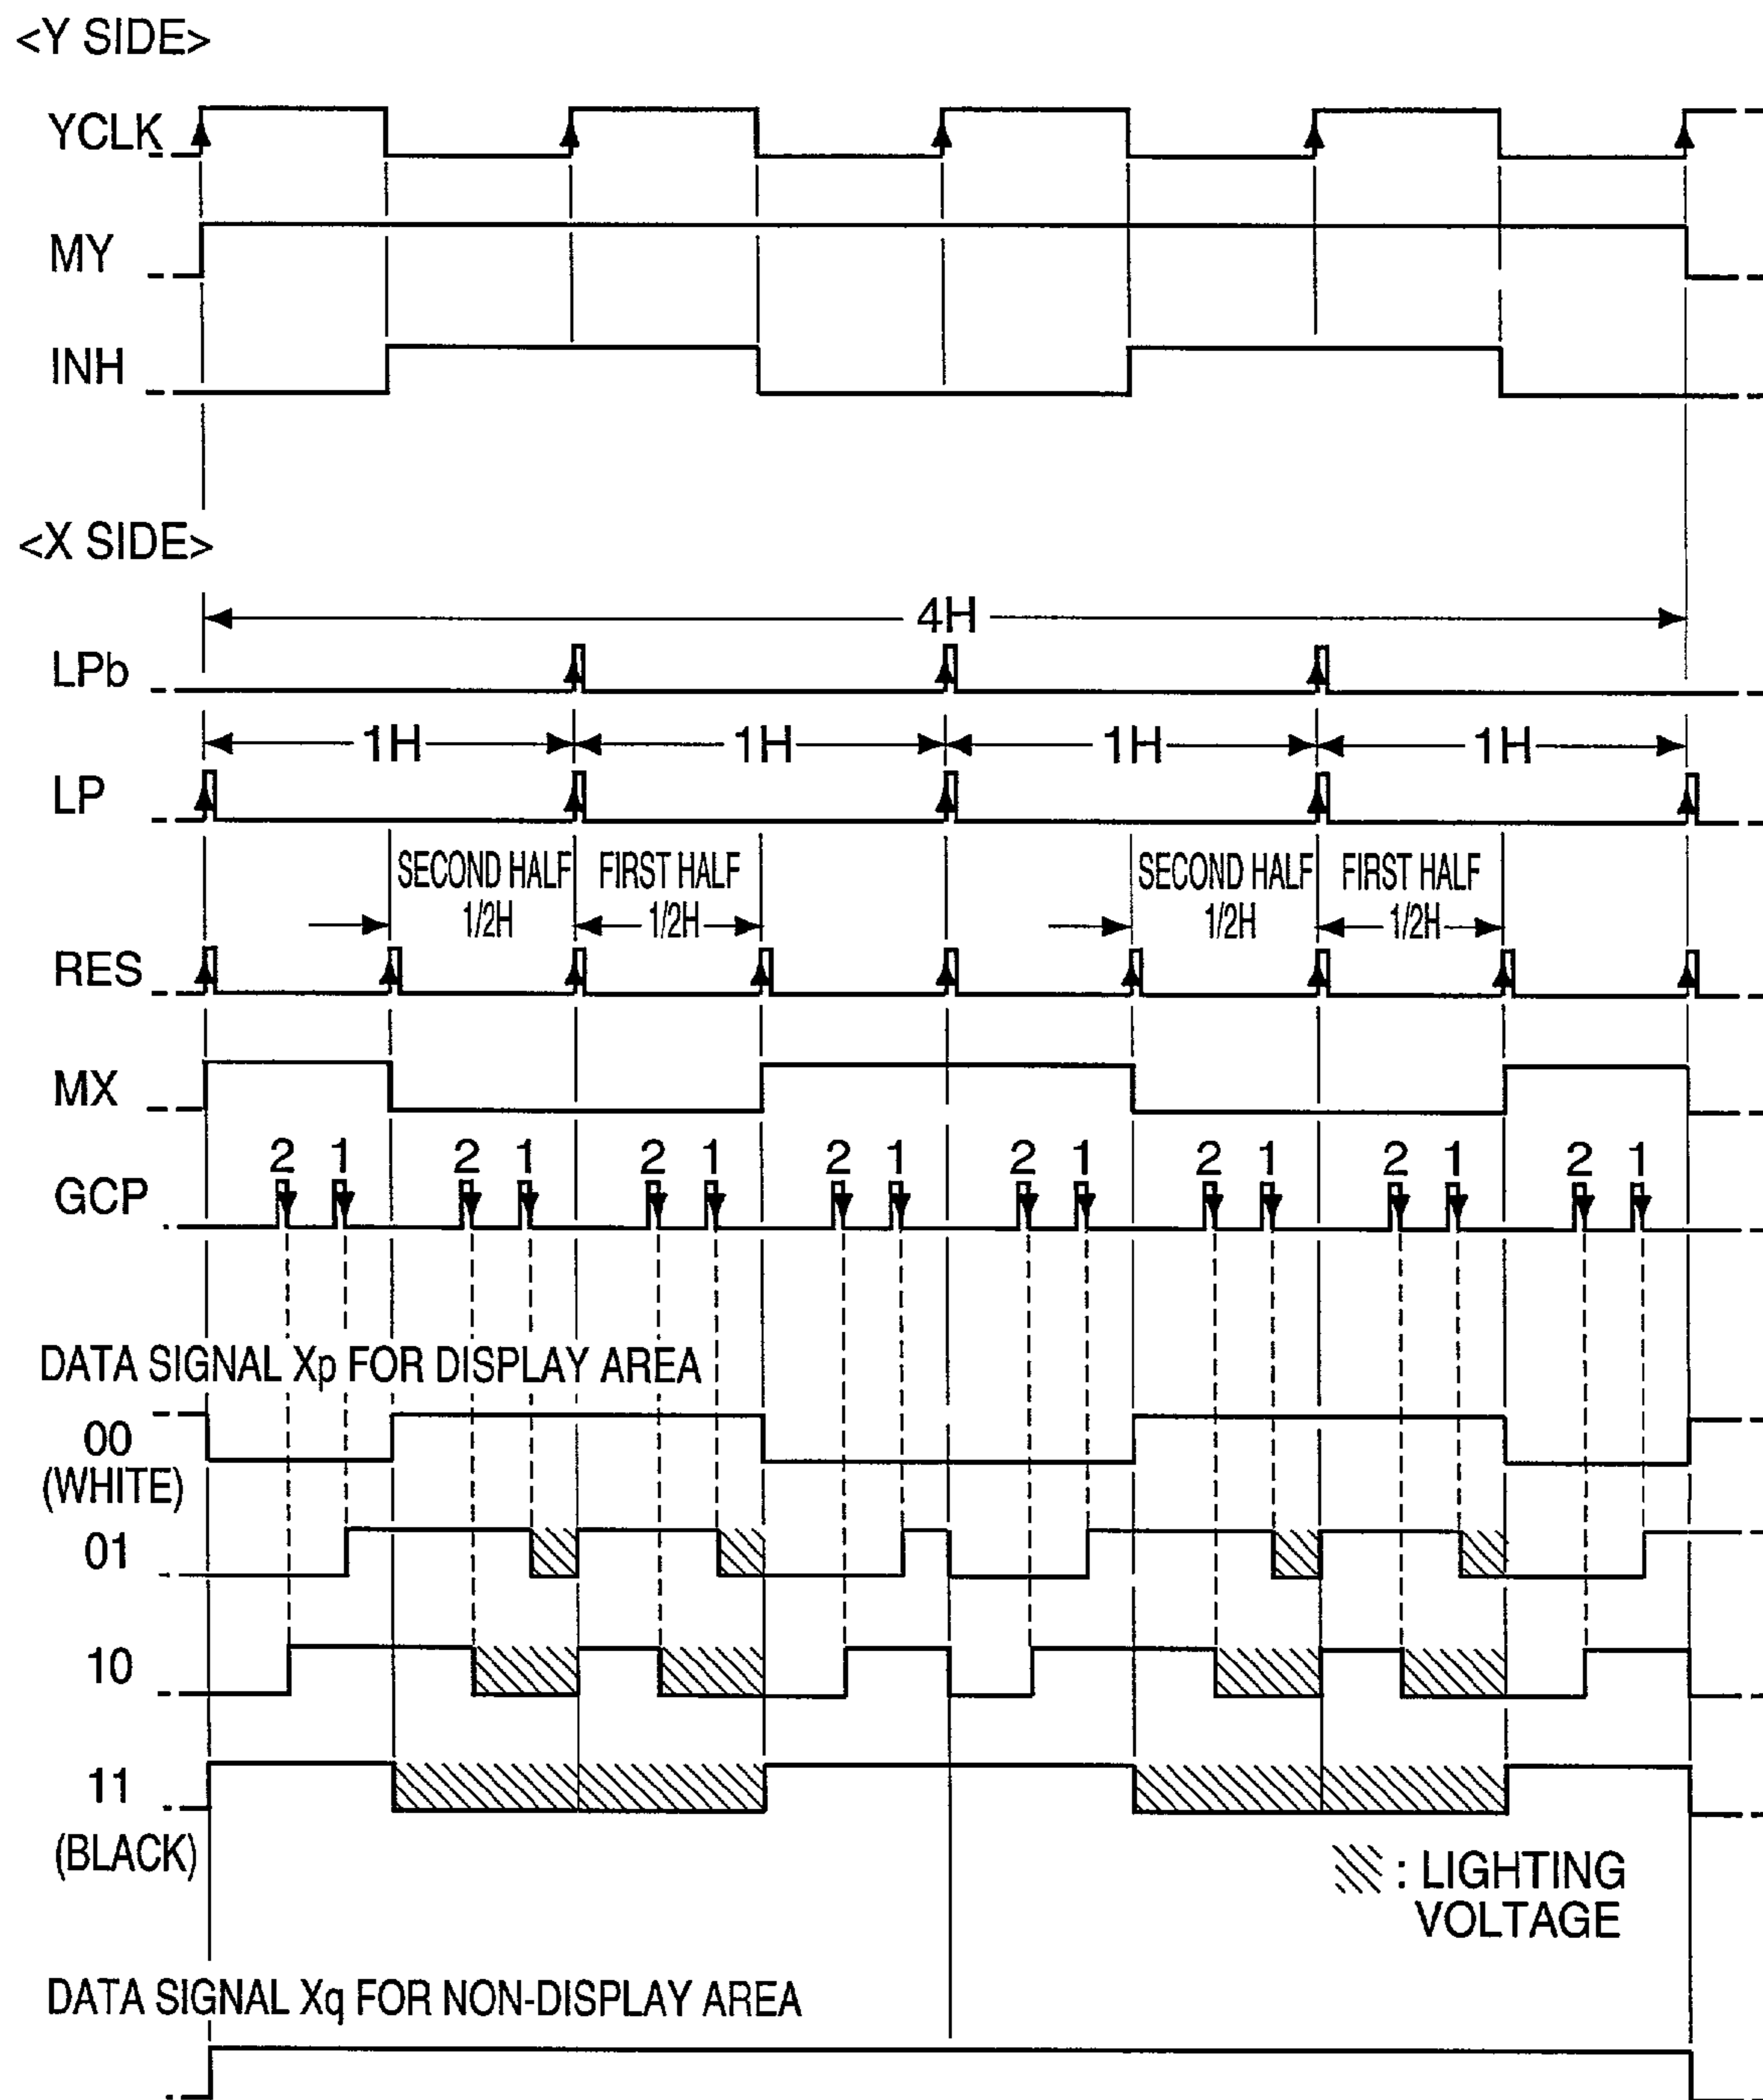 <Y SIDE>
YCLK
MY
INH
<X SIDE>
4H
LPb
1H 1H 1H 1H
LP
SECOND HALF FIRST HALF SECOND HALF FIRST HALF
1/2H 1/2H 1/2H 1/2H
RES
MX
2 1 2 1 2 1 2 1 2 1 2 1 2 1 2 1
GCP
DATA SIGNAL Xp FOR DISPLAY AREA
00
(WHITE)
01
10
11
(BLACK)
: LIGHTING
VOLTAGE
DATA SIGNAL Xq FOR NON-DISPLAY AREA